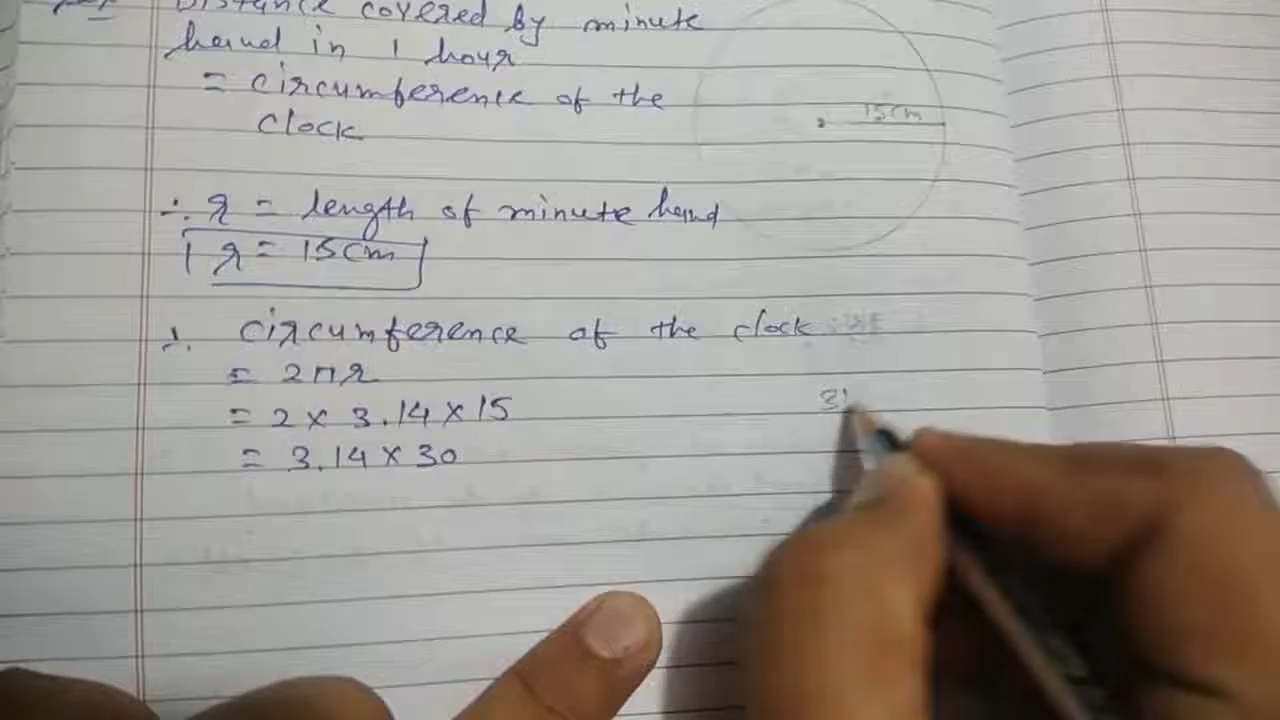 Distance covered by minute
hand in 1 hour
= circumference of the
clock
15cm
∴ r = length of minute hand
r = 15cm
∴ circumference of the clock
= 2πr
= 2 × 3.14 × 15
= 3.14 × 30
31